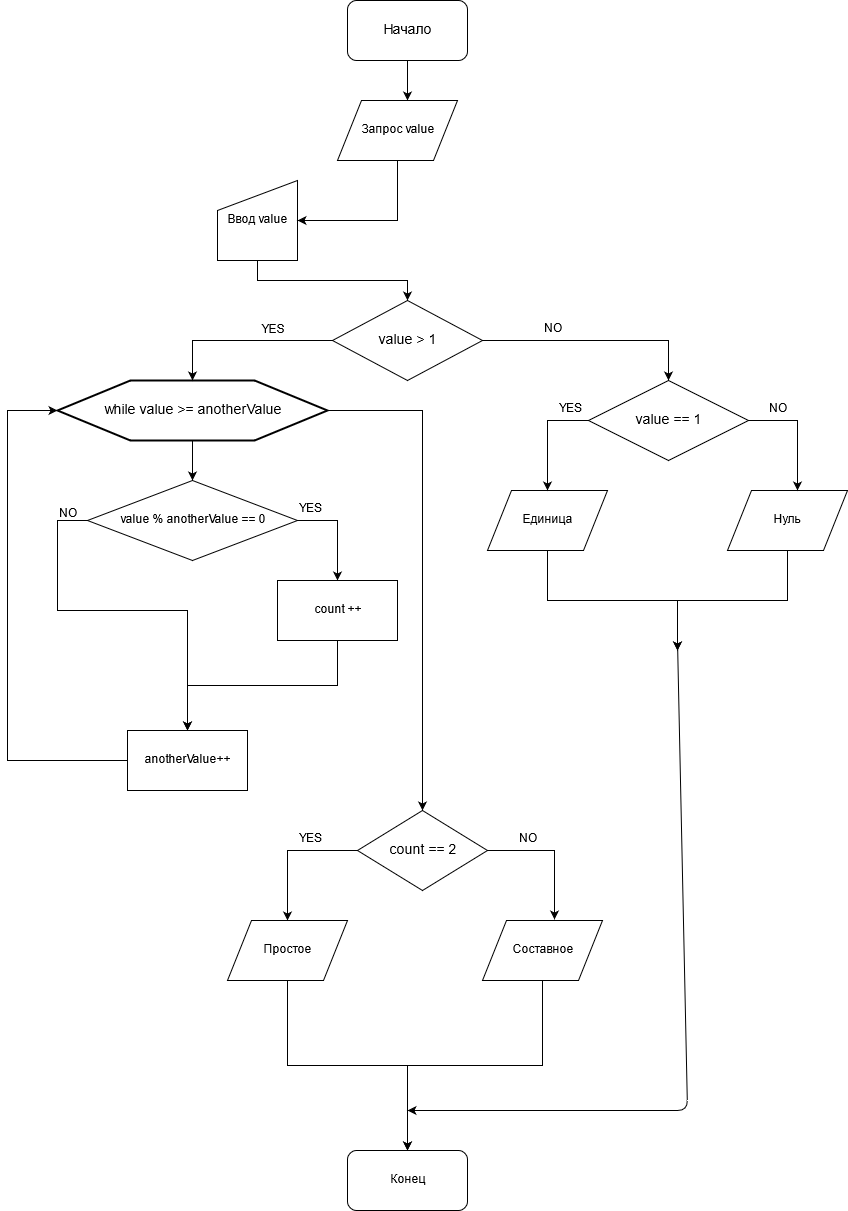 Начало
Запрос value
Ввод value
value > 1
YES
NO
while value >= anotherValue
value == 1
YES
NO
Единица
Нуль
value % anotherValue == 0
NO
YES
count ++
anotherValue++
count == 2
YES
NO
Простое
Составное
Конец